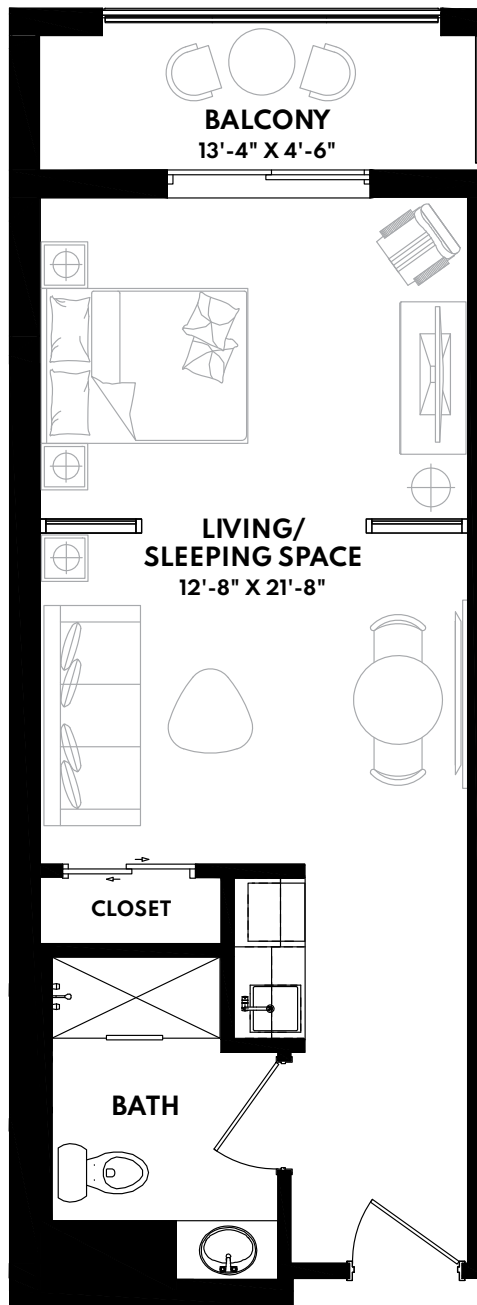 BALCONY
13'-4" X 4'-6"
LIVING/
SLEEPING SPACE
12'-8" X 21'-8"
CLOSET
BATH